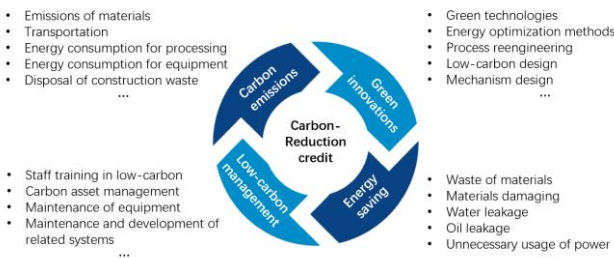 • Emissions of materials
• Transportation
• Energy consumption for processing
• Energy consumption for equipment
• Disposal of construction waste
...
• Green technologies
• Energy optimization methods
• Process reengineering
• Low-carbon design
• Mechanism design
...
Carbon
emissions
Green
innovations
Carbon-
Reduction
credit
Low-carbon
management
Energy
saving
• Staff training in low-carbon
• Carbon asset management
• Maintenance of equipment
• Maintenance and development of
related systems
...
• Waste of materials
• Materials damaging
• Water leakage
• Oil leakage
• Unnecessary usage of power